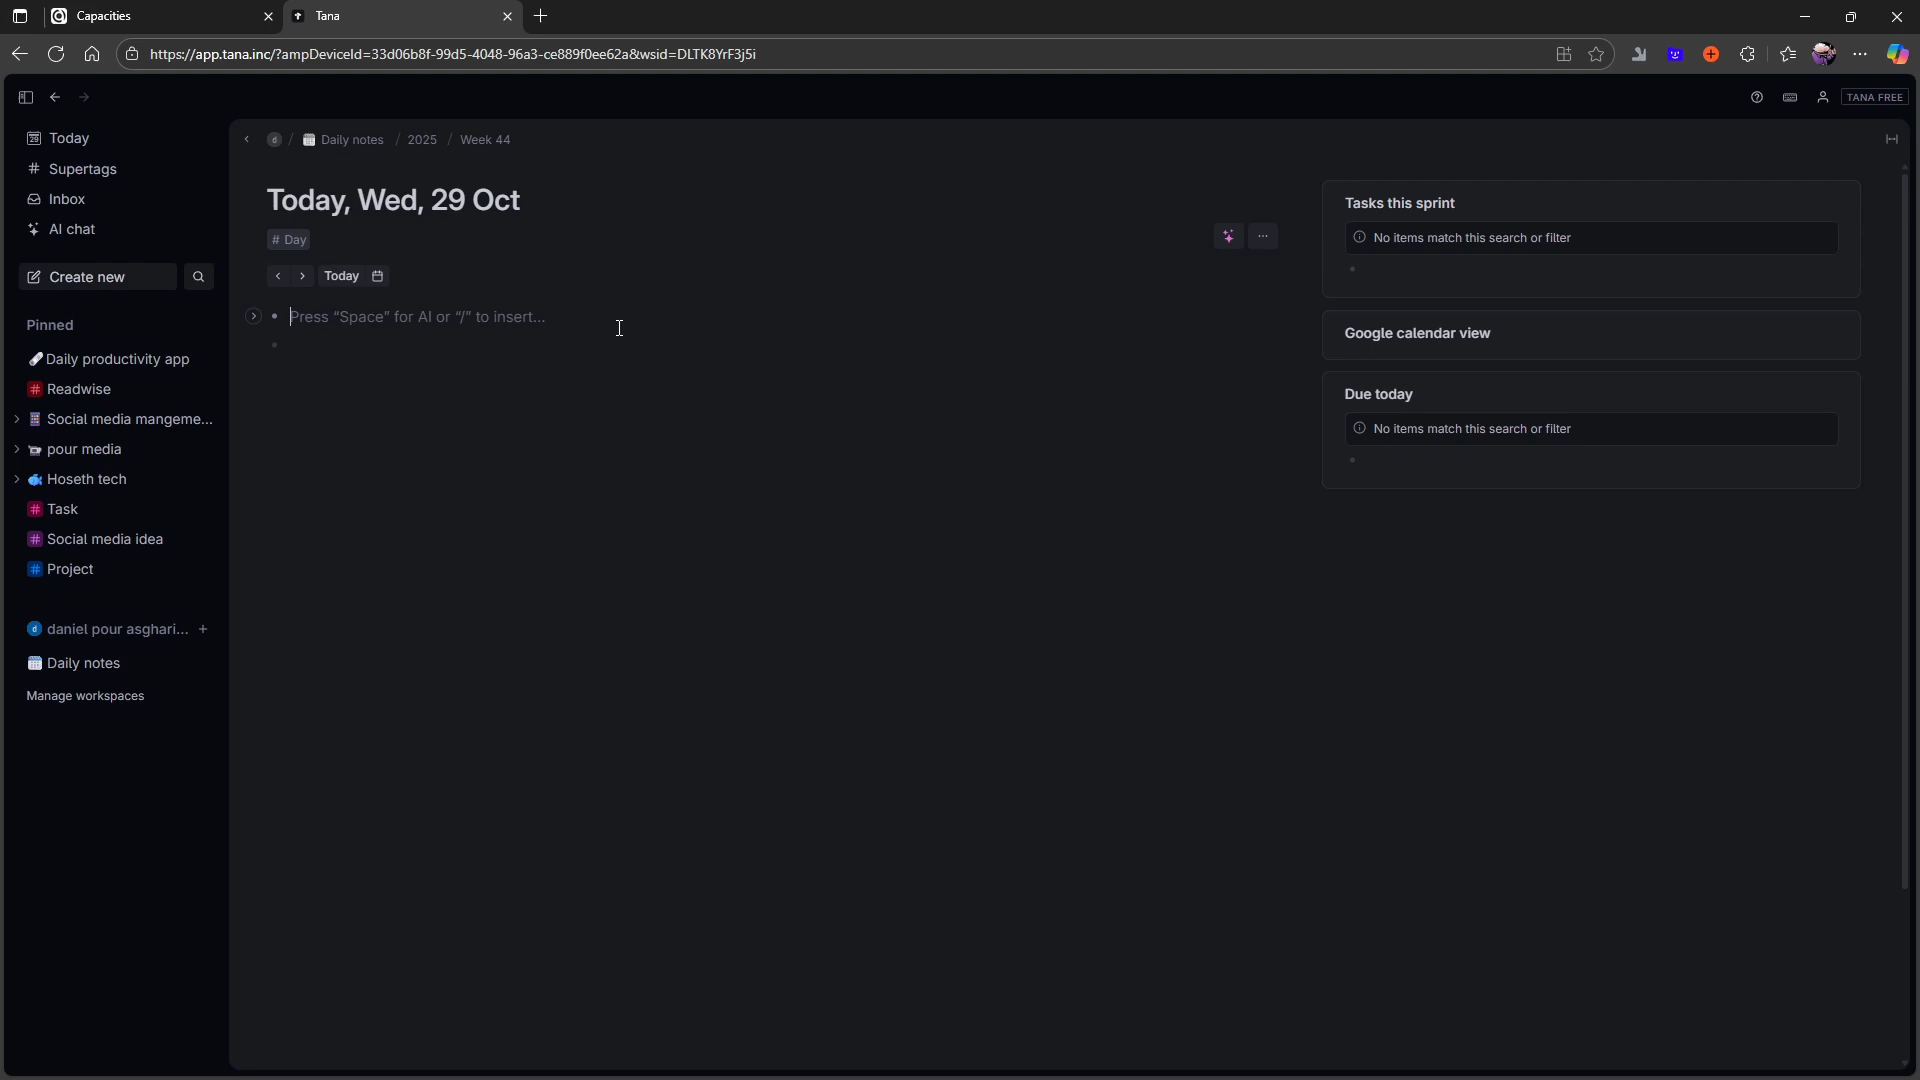 Capacities
Tana
https://app.tana.inc/?ampDeviceId=33d06b8f-99d5-4048-96a3-ce889f0ee62a&wsid=DLTK8YrF3j5i
TANA FREE
Today
Supertags
Inbox
AI chat
Create new
Pinned
Daily productivity app
# Readwise
Social media mangeme...
pour media
Hoseth tech
# Task
# Social media idea
# Project
d daniel pour asghari... +
Daily notes
Manage workspaces
d / Daily notes / 2025 / Week 44
Today, Wed, 29 Oct
# Day
Today
Press “Space” for AI or “/” to insert...
Tasks this sprint
No items match this search or filter
Google calendar view
Due today
No items match this search or filter